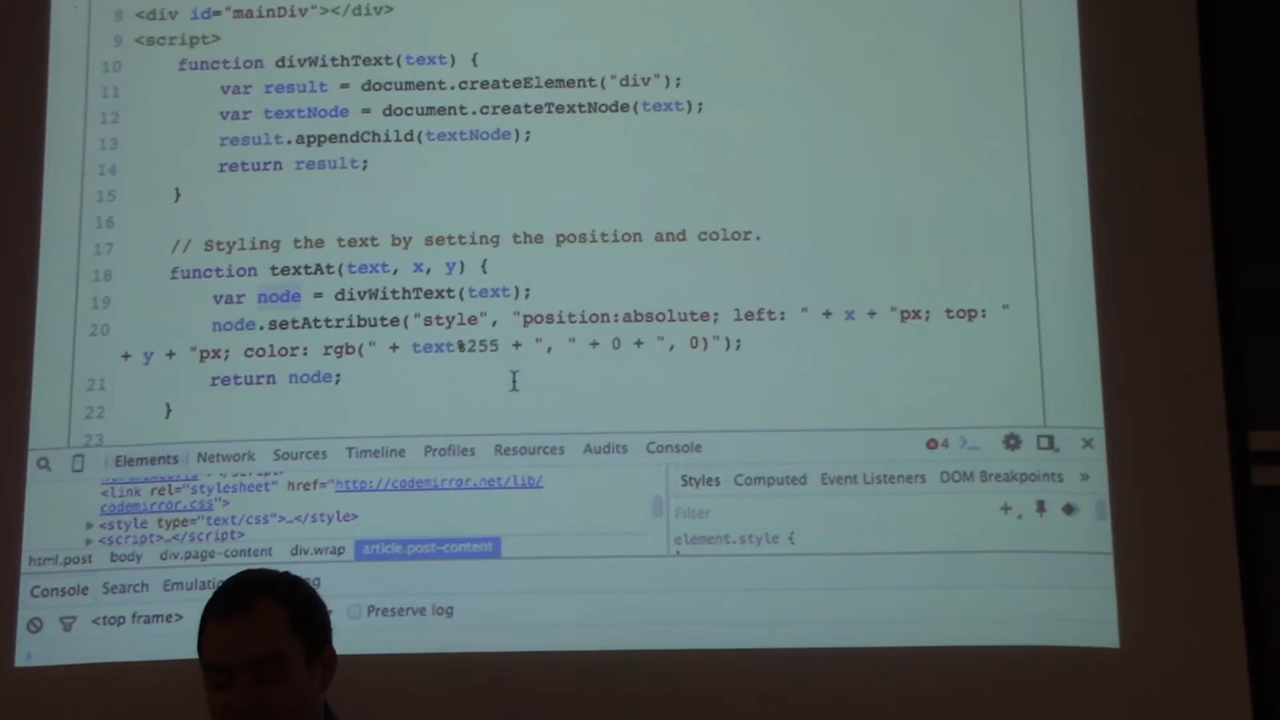 8 <div id="mainDiv"></div>
9 <script>
10 function divWithText(text) {
11 var result = document.createElement("div");
12 var textNode = document.createTextNode(text);
13 result.appendChild(textNode);
14 return result;
15 }
16
17 // Styling the text by setting the position and color.
18 function textAt(text, x, y) {
19 var node = divWithText(text);
20 node.setAttribute("style", "position:absolute; left: " + x + "px; top: "
+ y + "px; color: rgb(" + text%255 + ", " + 0 + ", 0)");
21 return node;
22 }
23
Elements Network Sources Timeline Profiles Resources Audits Console 4
<link rel="stylesheet" href="http://codemirror.net/lib/
codemirror.css">
<style type="text/css">…</style>
<script>…</script>
html.post body div.page-content div.wrap article.post-content
Styles Computed Event Listeners DOM Breakpoints »
Filter
element.style {
Console Search
<top frame> Preserve log